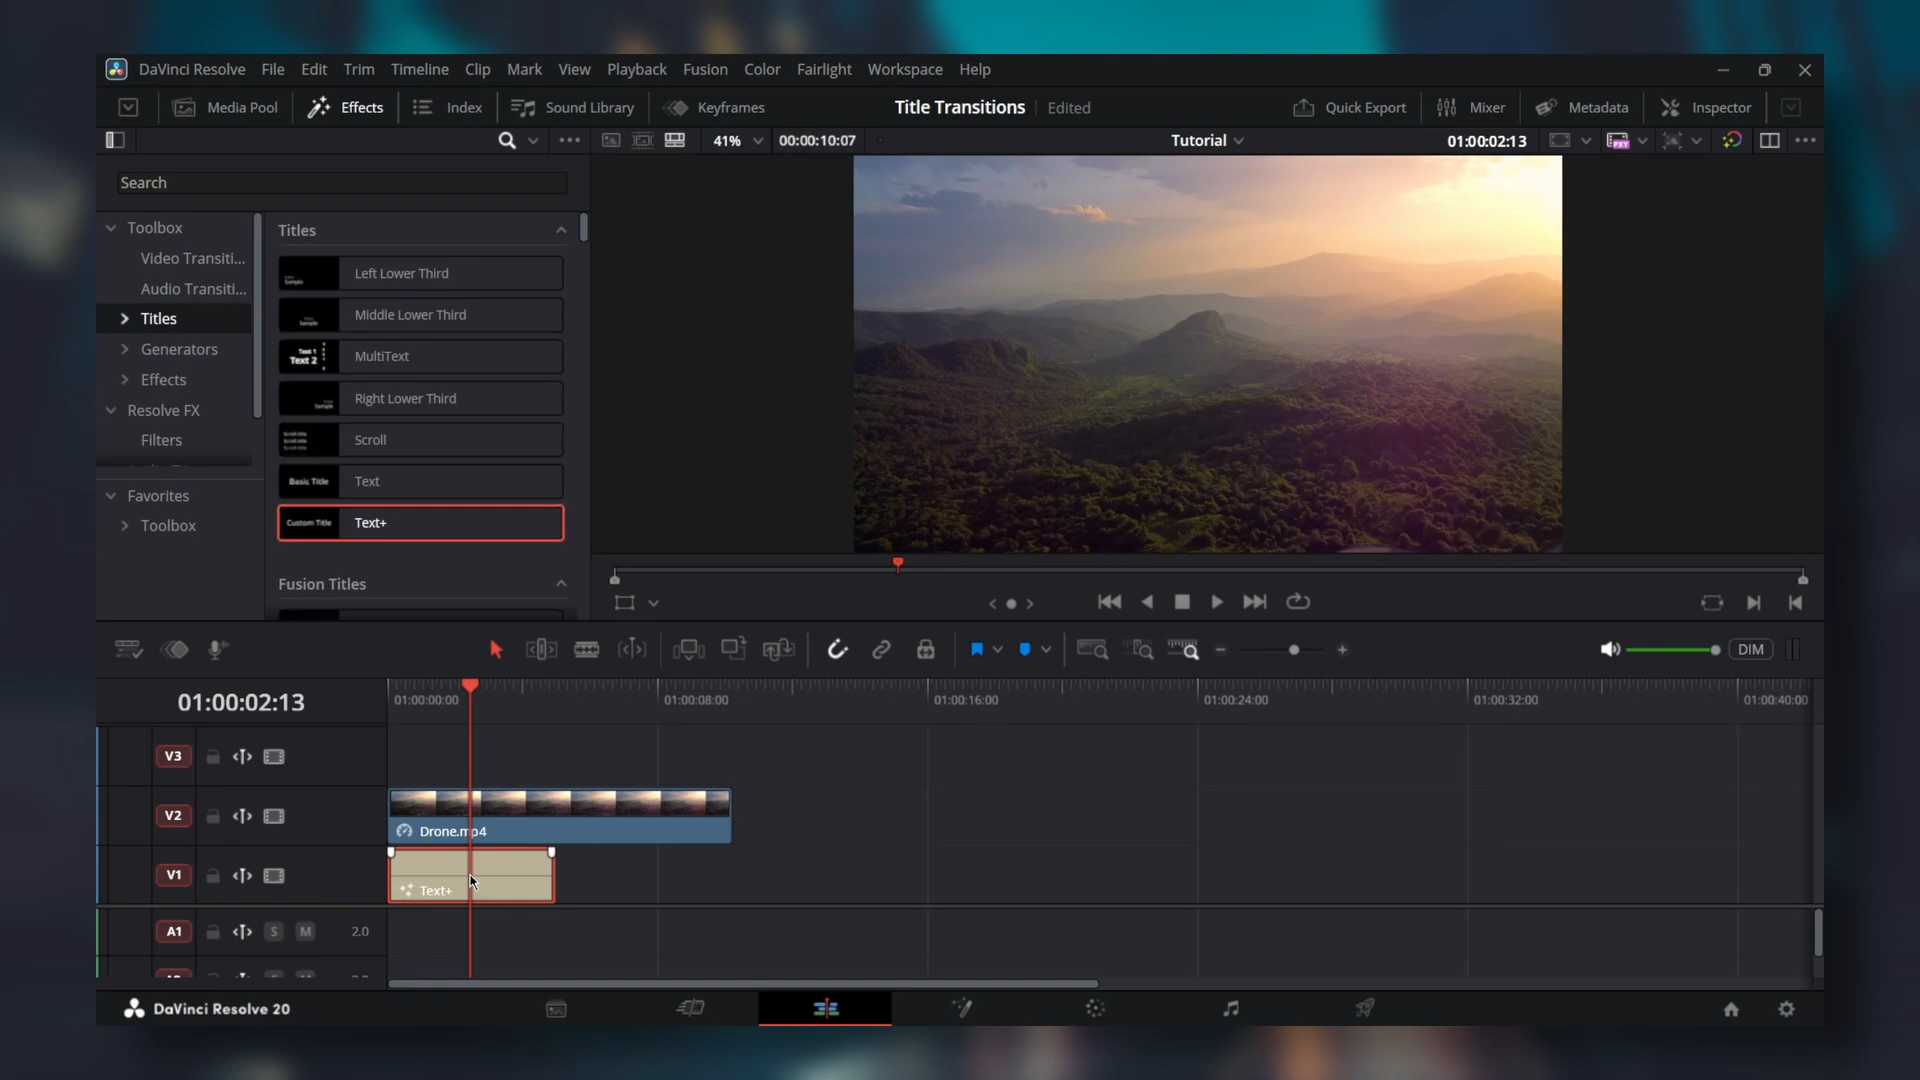 DaVinci Resolve File Edit Trim Timeline Clip Mark View Playback Fusion Color Fairlight Workspace Help
Media Pool Effects Index Sound Library Keyframes Title Transitions Edited Quick Export Mixer Metadata Inspector
41% 00:00:10:07 Tutorial 01:00:02:13
Search
Toolbox
Video Transiti...
Audio Transiti...
Titles
Generators
Effects
Resolve FX
Filters
Favorites
Toolbox
Titles
Left Lower Third
Middle Lower Third
Text 1
Text 2
MultiText
Sample
Right Lower Third
Scroll
Basic Title Text
Custom Title Text+
Fusion Titles
DIM
01:00:02:13
01:00:00:00 01:00:08:00 01:00:16:00 01:00:24:00 01:00:32:00 01:00:40:00
V3
V2
Drone.mp4
V1
Text+
A1 S M 2.0
DaVinci Resolve 20